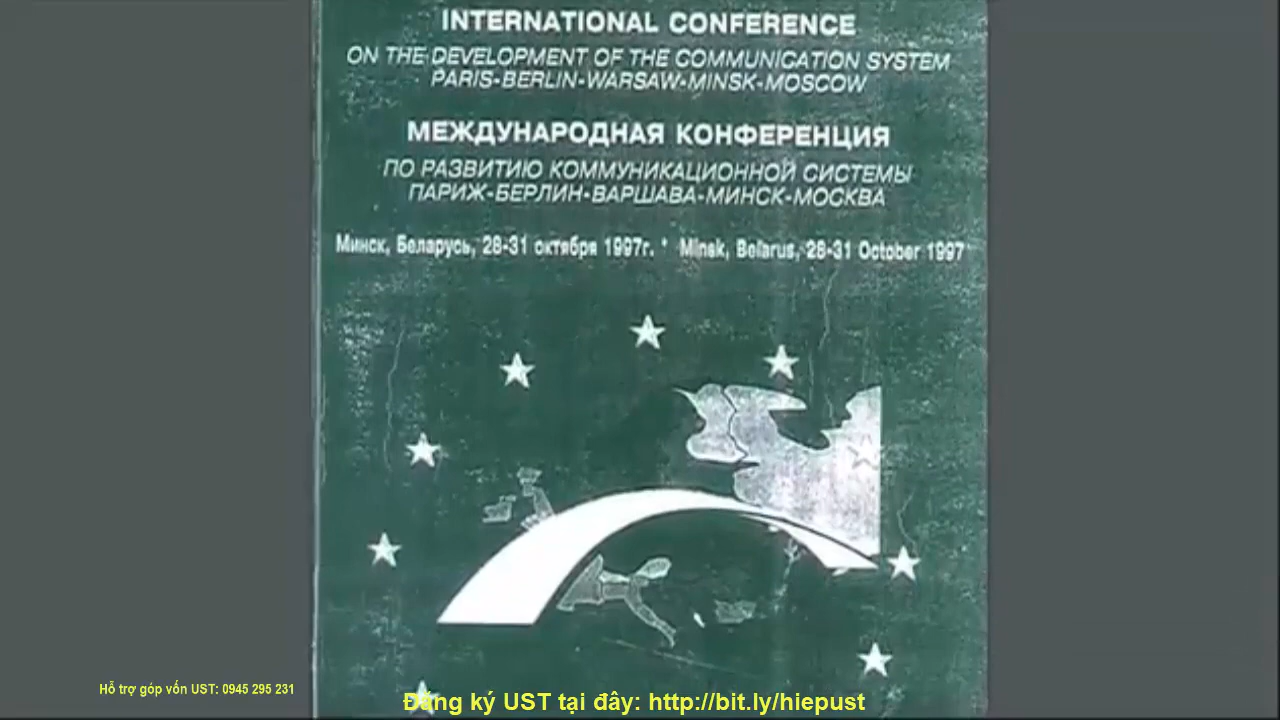 INTERNATIONAL CONFERENCE
ON THE DEVELOPMENT OF THE COMMUNICATION SYSTEM
PARIS-BERLIN-WARSAW-MINSK-MOSCOW
МЕЖДУНАРОДНАЯ КОНФЕРЕНЦИЯ
ПО РАЗВИТИЮ КОММУНИКАЦИОННОЙ СИСТЕМЫ
ПАРИЖ-БЕРЛИН-ВАРШАВА-МИНСК-МОСКВА
Минск, Беларусь, 28-31 октября 1997г. * Minsk, Belarus, 28-31 October 1997
Hỗ trợ góp vốn UST: 0945 295 231
Đăng ký UST tại đây: http://bit.ly/hiepust